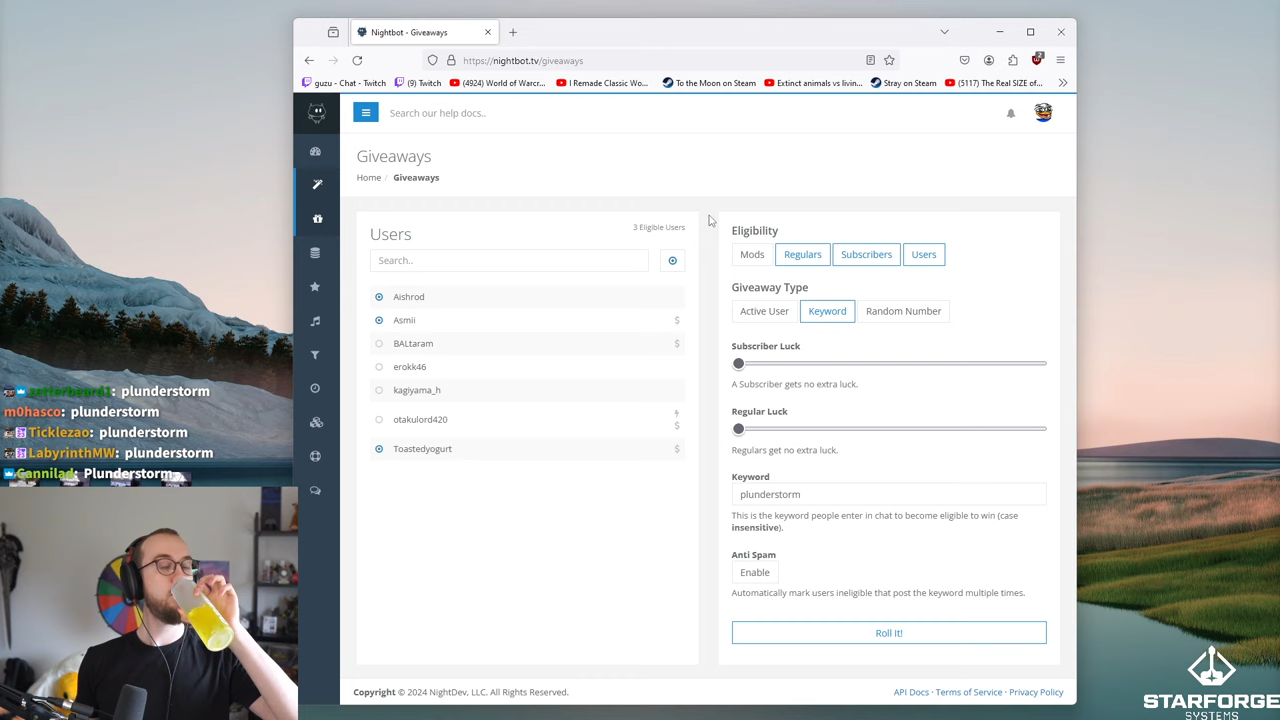 Nightbot - Giveaways
https://nightbot.tv/giveaways
2
guzu - Chat - Twitch
(9) Twitch
(4924) World of Warcr...
I Remade Classic Wo...
To the Moon on Steam
Extinct animals vs livin...
Stray on Steam
(5117) The Real SIZE of...
Search our help docs..
Giveaways
Home / Giveaways
Users
3 Eligible Users
Search..
Aishrod
Asmii $
BALtaram $
erokk46
kagiyama_h
otakulord420 $
Toastedyogurt $
Eligibility
Mods Regulars Subscribers Users
Giveaway Type
Active User Keyword Random Number
Subscriber Luck
A Subscriber gets no extra luck.
Regular Luck
Regulars get no extra luck.
Keyword
plunderstorm
This is the keyword people enter in chat to become eligible to win (case
insensitive).
Anti Spam
Enable
Automatically mark users ineligible that post the keyword multiple times.
Roll It!
Copyright © 2024 NightDev, LLC. All Rights Reserved.
API Docs · Terms of Service · Privacy Policy
zetterbeard1: plunderstorm
m0hasco: plunderstorm
Ticklezao: plunderstorm
LabyrinthMW: plunderstorm
Cannilad: Plunderstorm
STARFORGE
SYSTEMS